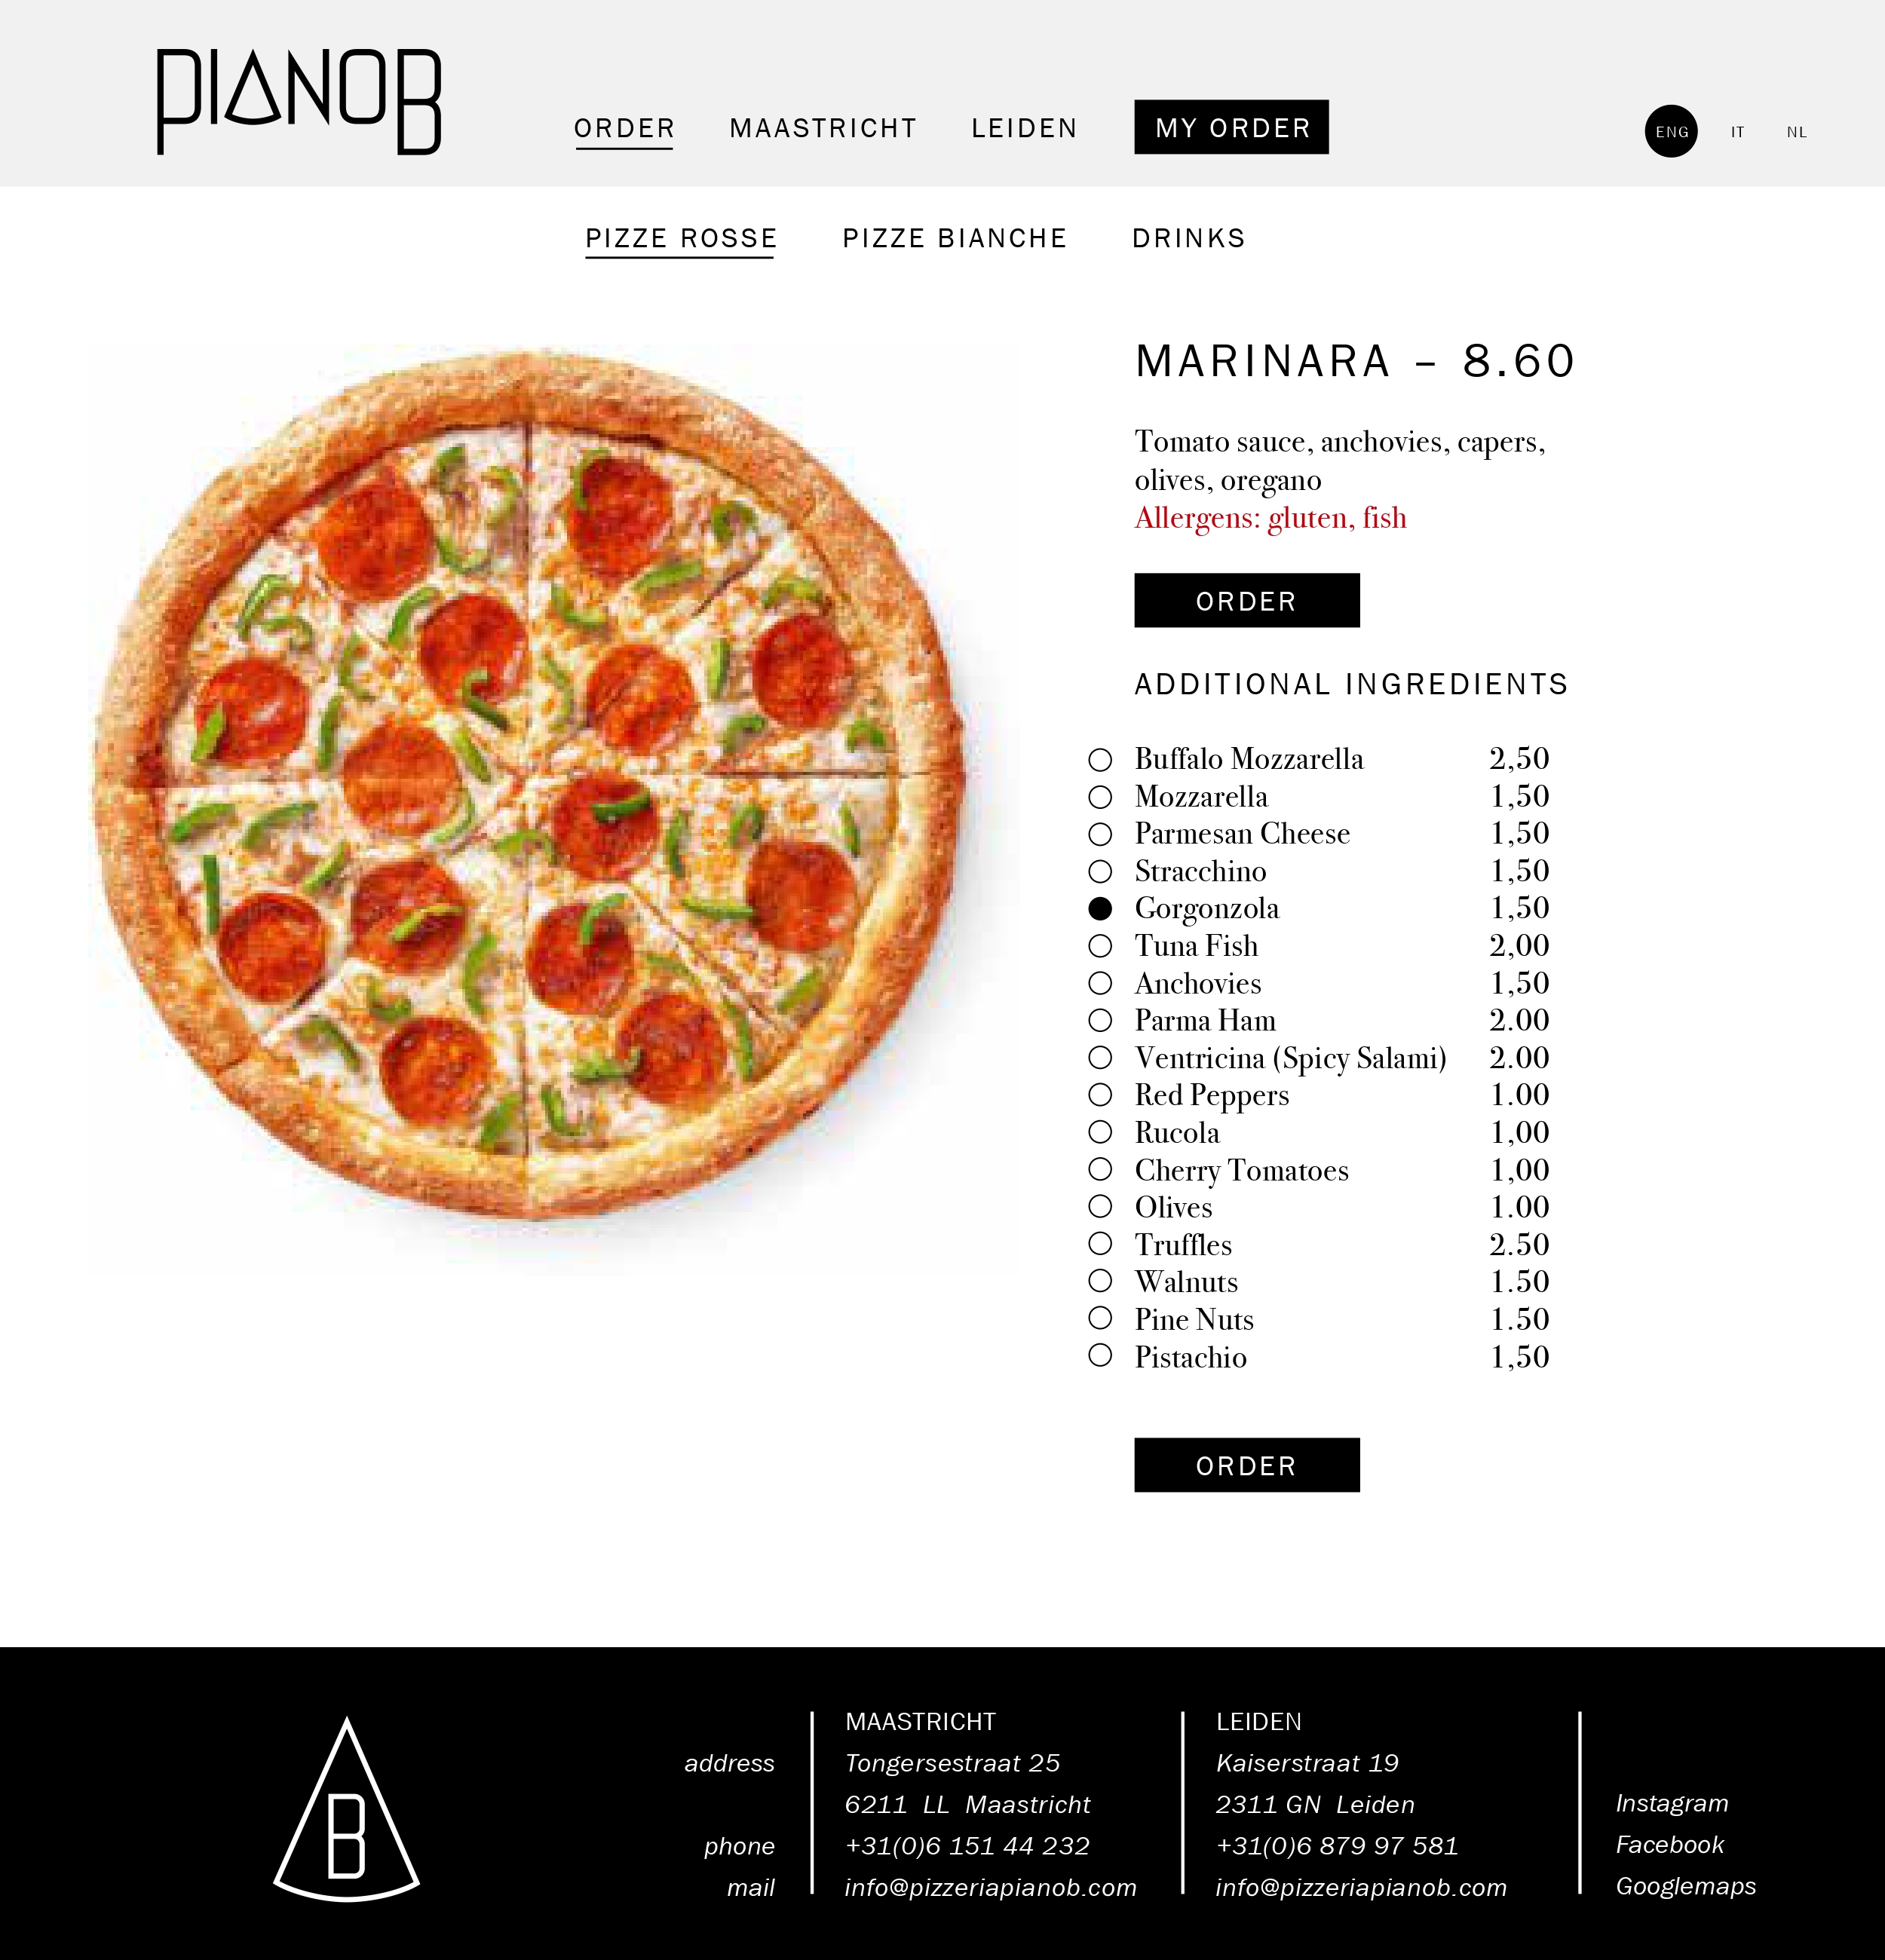 PIANOB
ORDER MAASTRICHT LEIDEN MY ORDER ENG IT NL
PIZZE ROSSE PIZZE BIANCHE DRINKS
MARINARA – 8.60
Tomato sauce, anchovies, capers,
olives, oregano
Allergens: gluten, fish
ORDER
ADDITIONAL INGREDIENTS
Buffalo Mozzarella 2,50
Mozzarella 1,50
Parmesan Cheese 1,50
Stracchino 1,50
Gorgonzola 1,50
Tuna Fish 2,00
Anchovies 1,50
Parma Ham 2.00
Ventricina (Spicy Salami) 2.00
Red Peppers 1.00
Rucola 1,00
Cherry Tomatoes 1,00
Olives 1.00
Truffles 2.50
Walnuts 1.50
Pine Nuts 1.50
Pistachio 1,50
ORDER
B
MAASTRICHT LEIDEN
address Tongersestraat 25 Kaiserstraat 19
6211 LL Maastricht 2311 GN Leiden Instagram
phone +31(0)6 151 44 232 +31(0)6 879 97 581 Facebook
mail info@pizzeriapianob.com info@pizzeriapianob.com Googlemaps